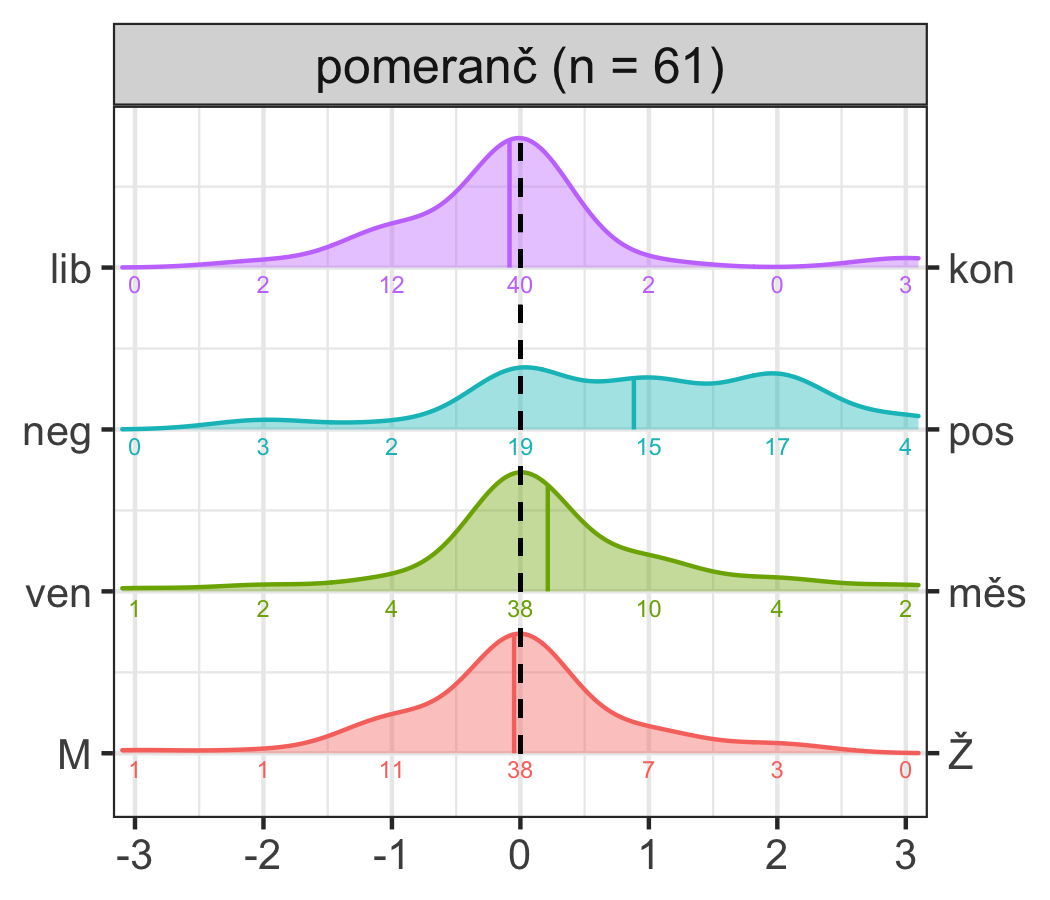 pomeranč (n = 61)
lib kon
0 2 12 40 2 0 3
neg pos
0 3 2 19 15 17 4
ven měs
1 2 4 38 10 4 2
M Ž
1 1 11 38 7 3 0
-3 -2 -1 0 1 2 3